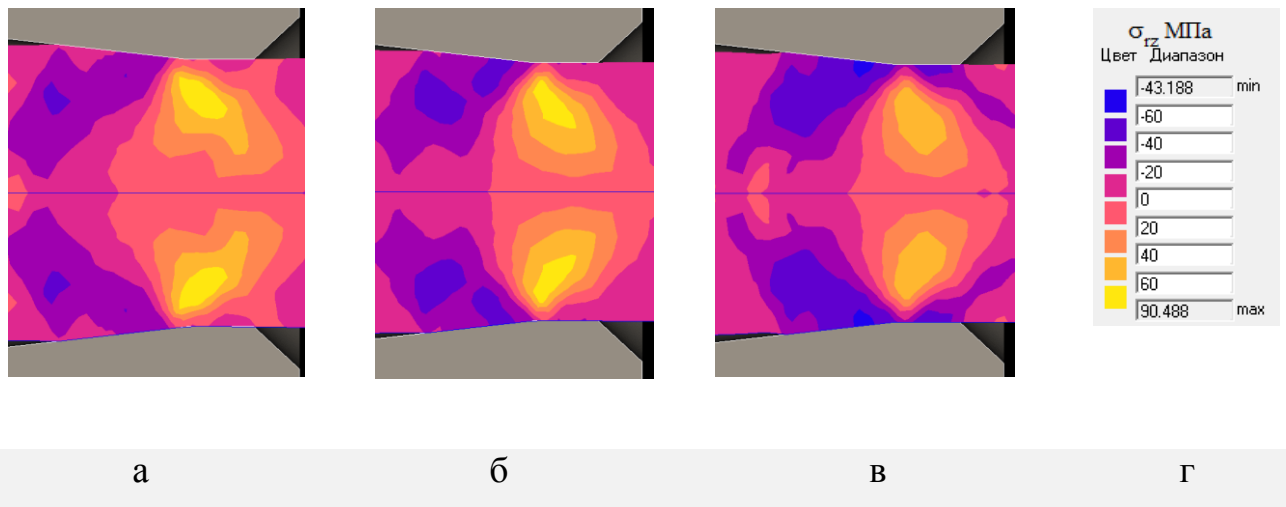 σrz МПа
Цвет Диапазон
-43.188 min
-60
-40
-20
0
20
40
60
90.488 max
а б в г